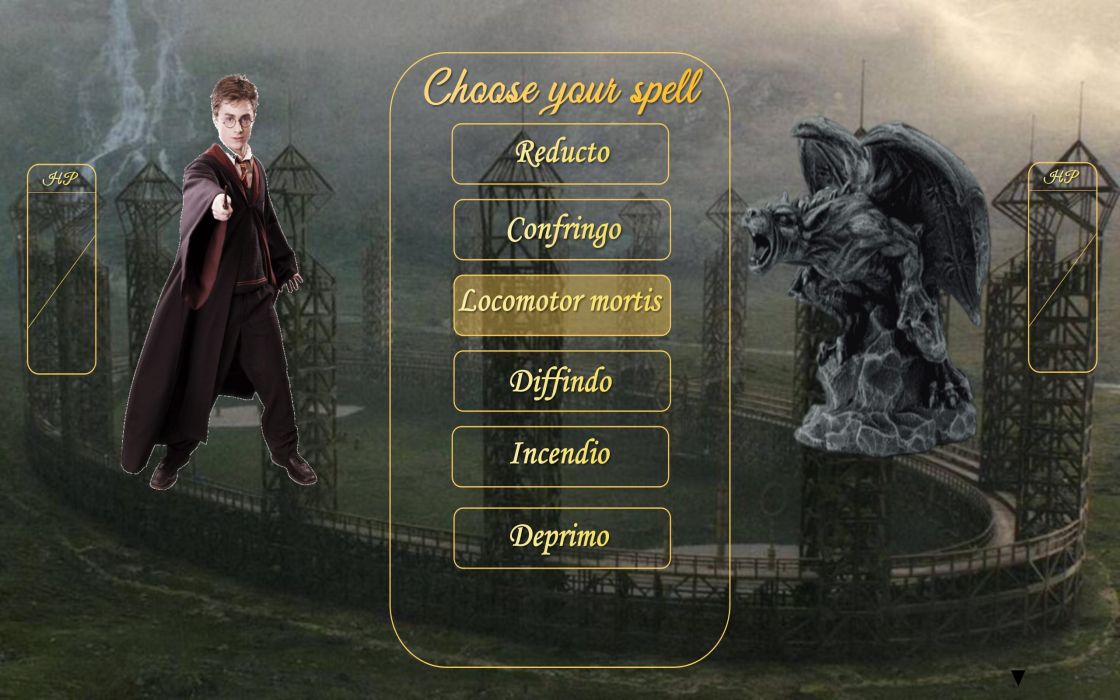 Choose your spell
HP
Reducto
HP
Confringo
Locomotor mortis
Diffindo
Incendio
Deprimo